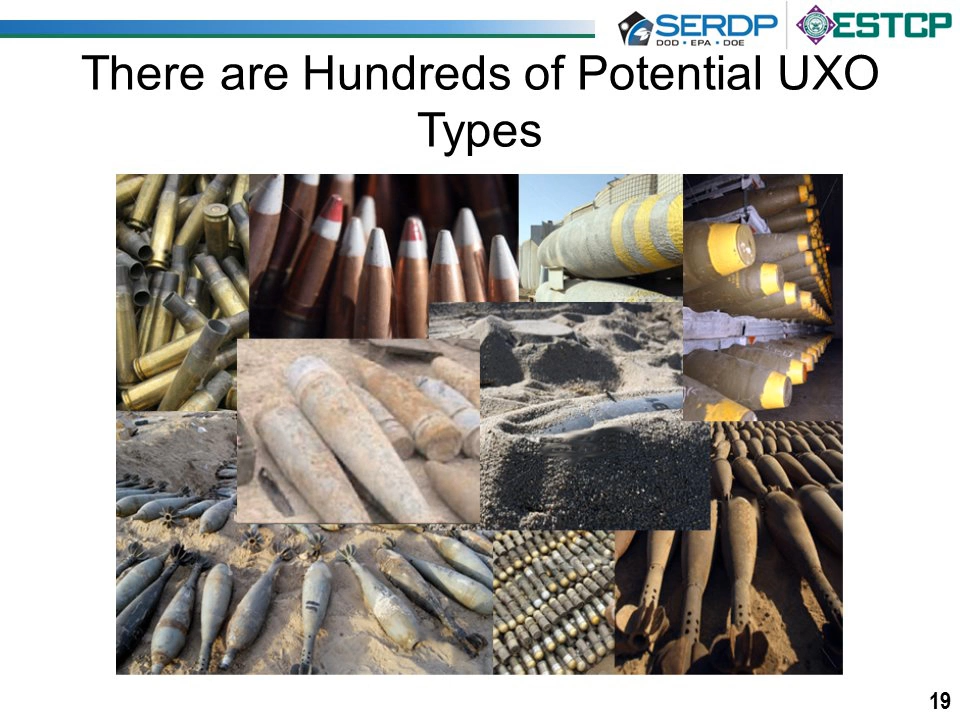 SERDP
DOD • EPA • DOE
ESTCP
There are Hundreds of Potential UXO
Types
19